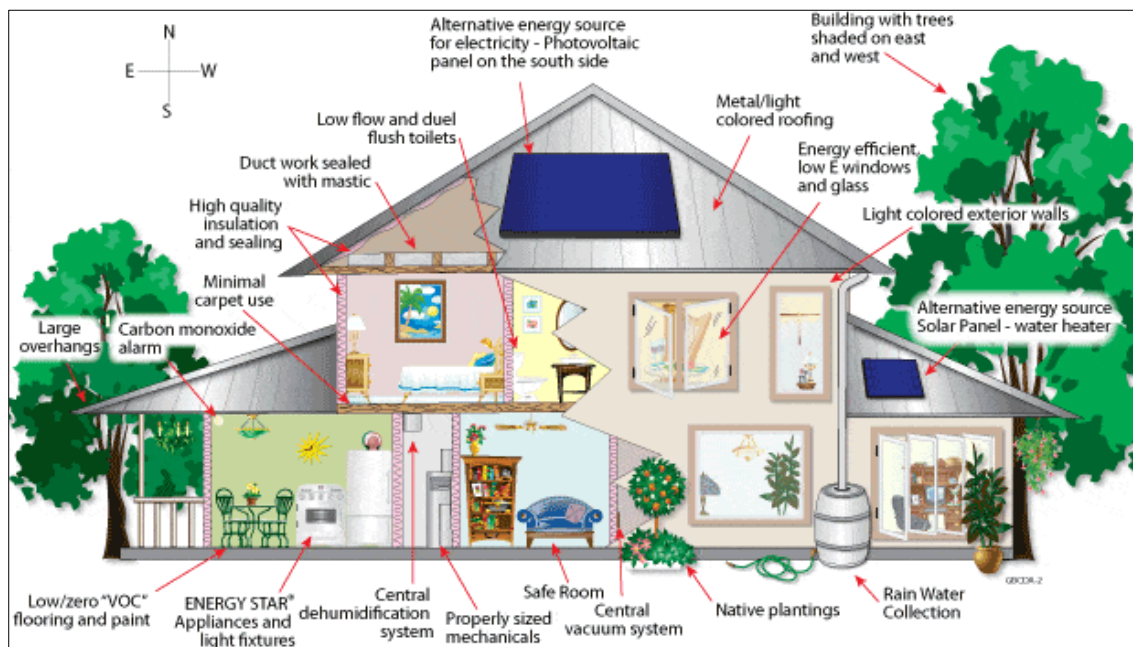 N
E
W
S
Alternative energy source
for electricity - Photovoltaic
panel on the south side
Building with trees
shaded on east
and west
Low flow and duel
flush toilets
Metal/light
colored roofing
Duct work sealed
with mastic
Energy efficient,
low E windows
and glass
High quality
insulation
and sealing
Light colored exterior walls
Minimal
carpet use
Alternative energy source
Solar Panel - water heater
Large
overhangs
Carbon monoxide
alarm
Low/zero "VOC"
flooring and paint
ENERGY STAR®
Appliances and
light fixtures
Central
dehumidification
system
Properly sized
mechanicals
Safe Room
Central
vacuum system
Native plantings
Rain Water
Collection
GBCDA-2